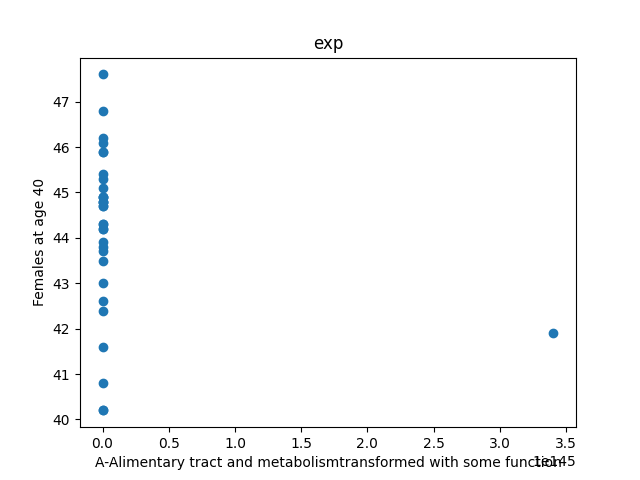 exp
Females at age 40
47
46
45
44
43
42
41
40
0.0 0.5 1.0 1.5 2.0 2.5 3.0 3.5
A-Alimentary tract and metabolismtransformed with some function
1e145